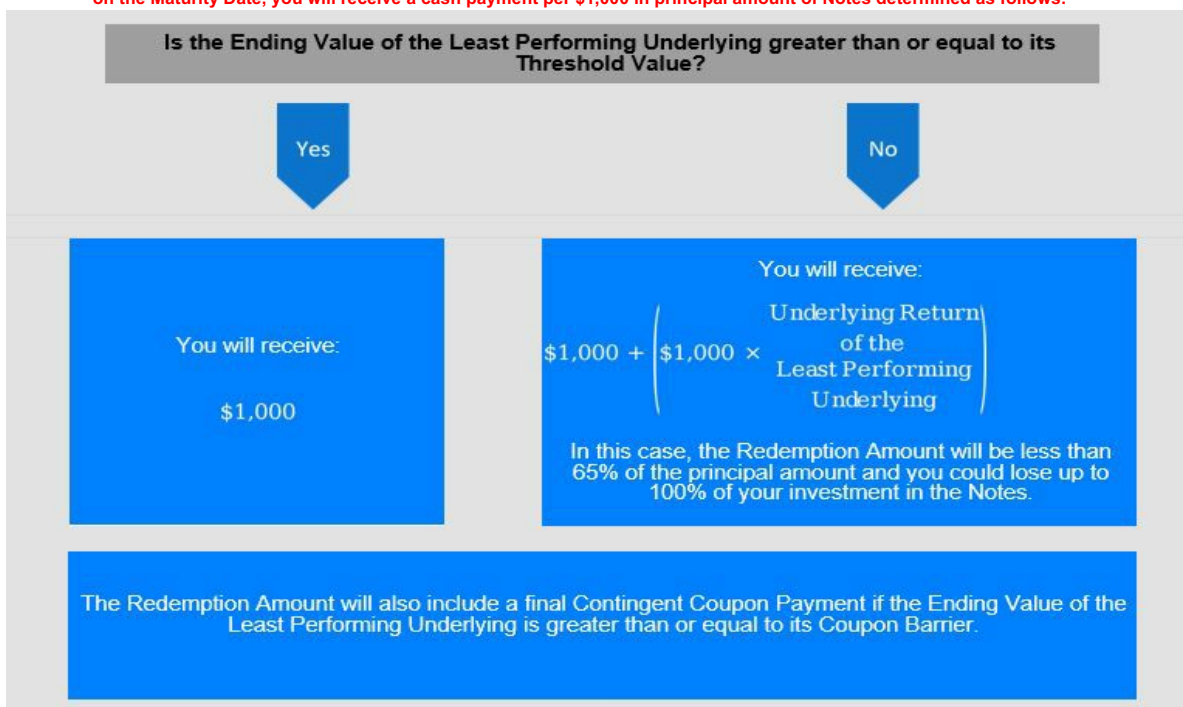 on the Maturity Date, you will receive a cash payment per $1,000 in principal amount of Notes determined as follows:
Is the Ending Value of the Least Performing Underlying greater than or equal to its
Threshold Value?
Yes
No
You will receive:
$1,000
You will receive:
$1,000 + ($1,000 × Underlying Return
of the
Least Performing
Underlying)
In this case, the Redemption Amount will be less than
65% of the principal amount and you could lose up to
100% of your investment in the Notes.
The Redemption Amount will also include a final Contingent Coupon Payment if the Ending Value of the
Least Performing Underlying is greater than or equal to its Coupon Barrier.